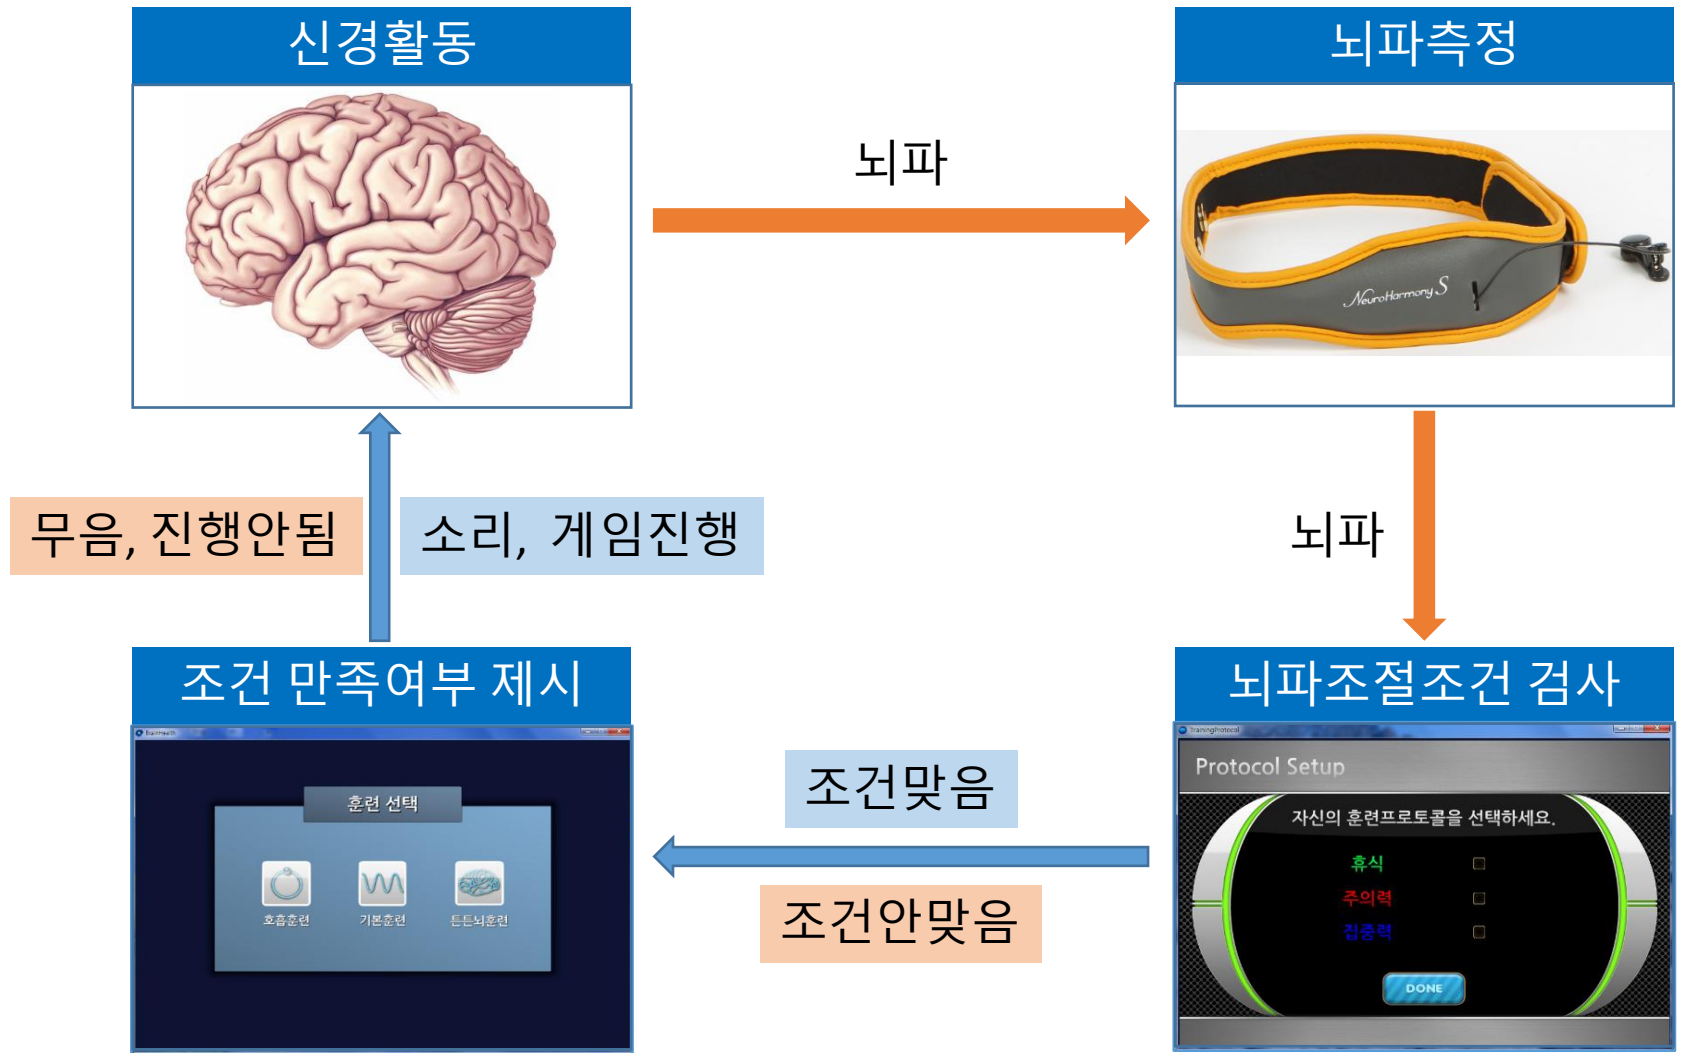 신경활동
뇌파측정
뇌파
NeuroHarmony S
무음, 진행안됨
소리, 게임진행
뇌파
조건 만족여부 제시
뇌파조절조건 검사
BrainHealth
TrainingProtocol
Protocol Setup
훈련 선택
자신의 훈련프로토콜을 선택하세요.
조건맞음
휴식
주의력
집중력
호흡훈련
기본훈련
튼튼뇌훈련
조건안맞음
DONE